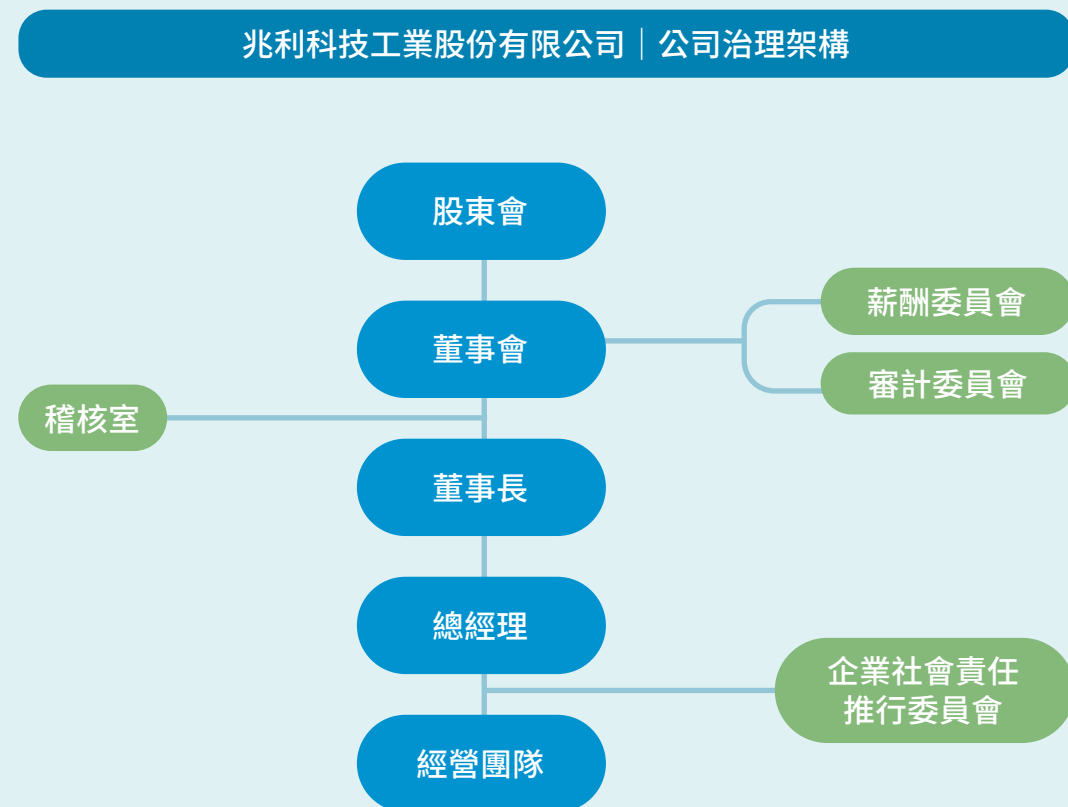 兆利科技工業股份有限公司｜公司治理架構
股東會
薪酬委員會
董事會
審計委員會
稽核室
董事長
總經理
企業社會責任
推行委員會
經營團隊